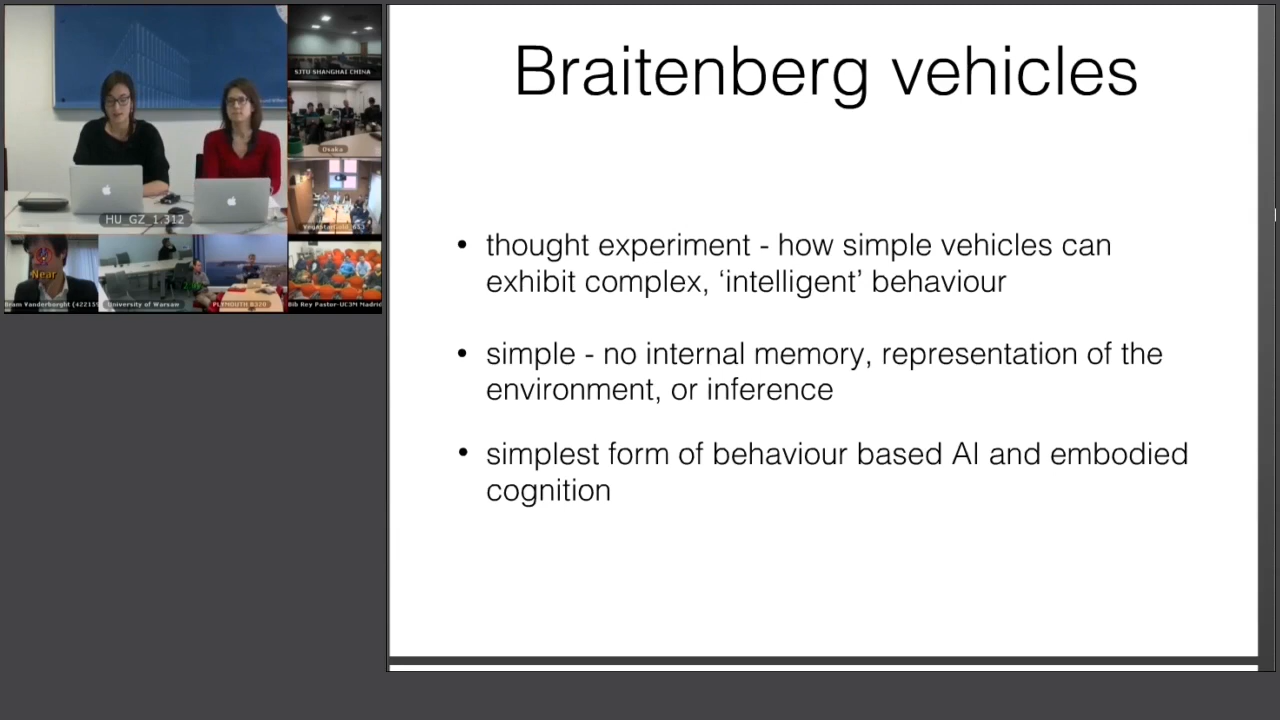 Braitenberg vehicles
• thought experiment - how simple vehicles can
exhibit complex, ‘intelligent’ behaviour
• simple - no internal memory, representation of the
environment, or inference
• simplest form of behaviour based AI and embodied
cognition
SJTU SHANGHAI CHINA
Osaka
HU_GZ_1.312
Near
University of Warsaw
PLYMOUTH B320
Bib Rey Pastor-UC3M Madrid